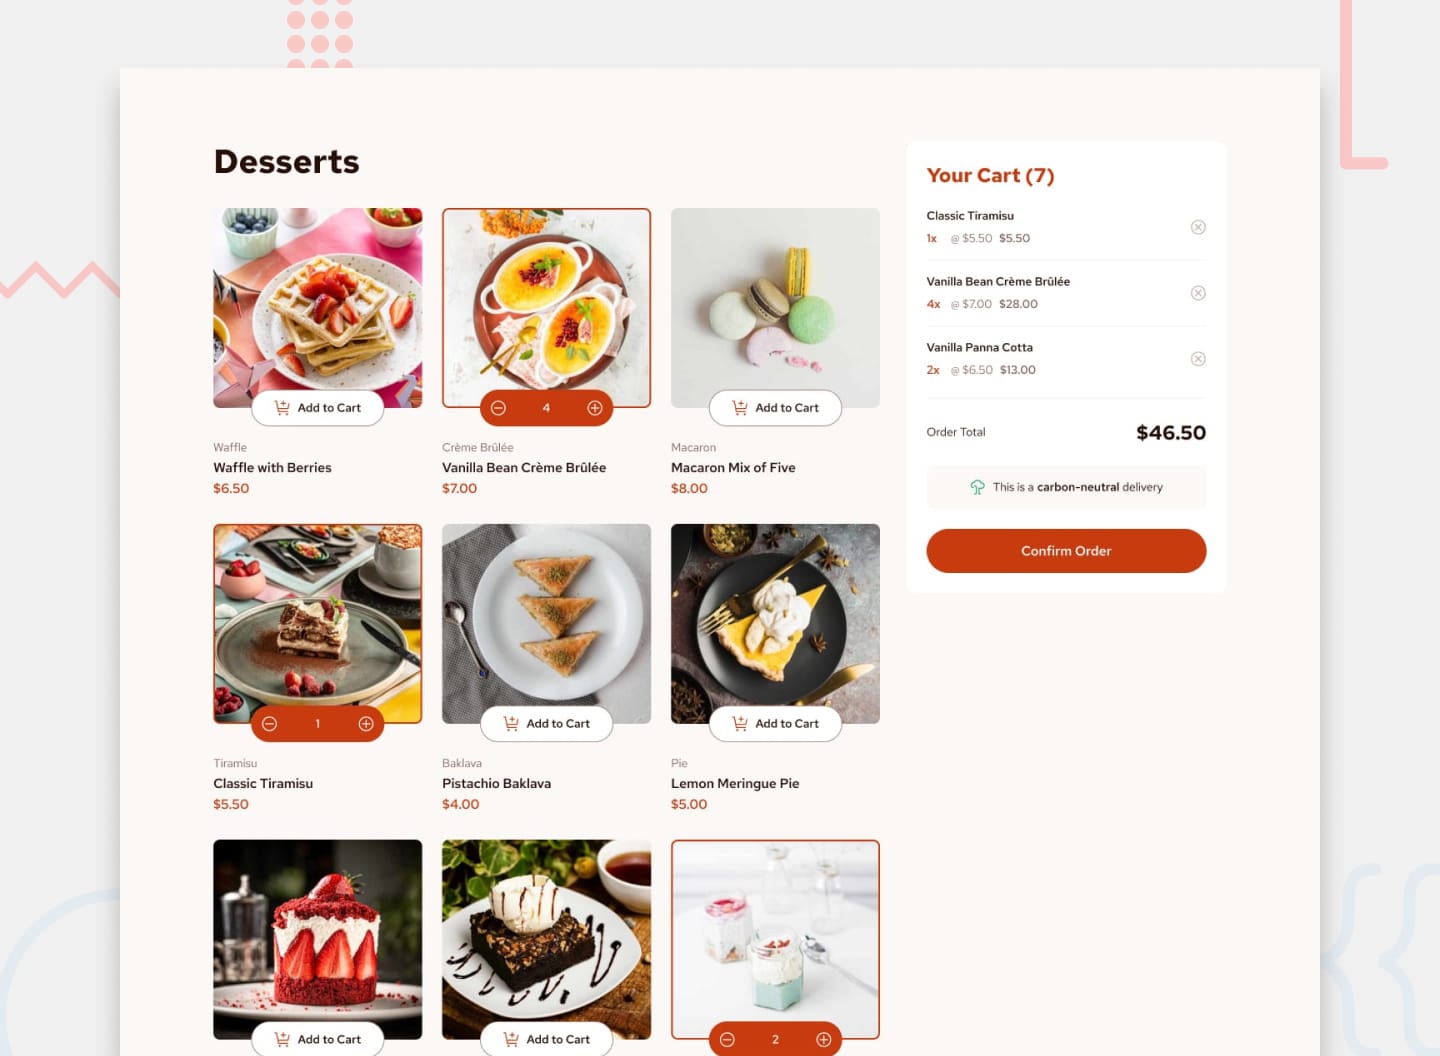 Desserts
Add to Cart
4
Add to Cart
Waffle
Waffle with Berries
$6.50
Crème Brûlée
Vanilla Bean Crème Brûlée
$7.00
Macaron
Macaron Mix of Five
$8.00
1
Add to Cart
Add to Cart
Tiramisu
Classic Tiramisu
$5.50
Baklava
Pistachio Baklava
$4.00
Pie
Lemon Meringue Pie
$5.00
Add to Cart
Add to Cart
2
Your Cart (7)
Classic Tiramisu
1x @ $5.50 $5.50
Vanilla Bean Crème Brûlée
4x @ $7.00 $28.00
Vanilla Panna Cotta
2x @ $6.50 $13.00
Order Total $46.50
This is a carbon-neutral delivery
Confirm Order